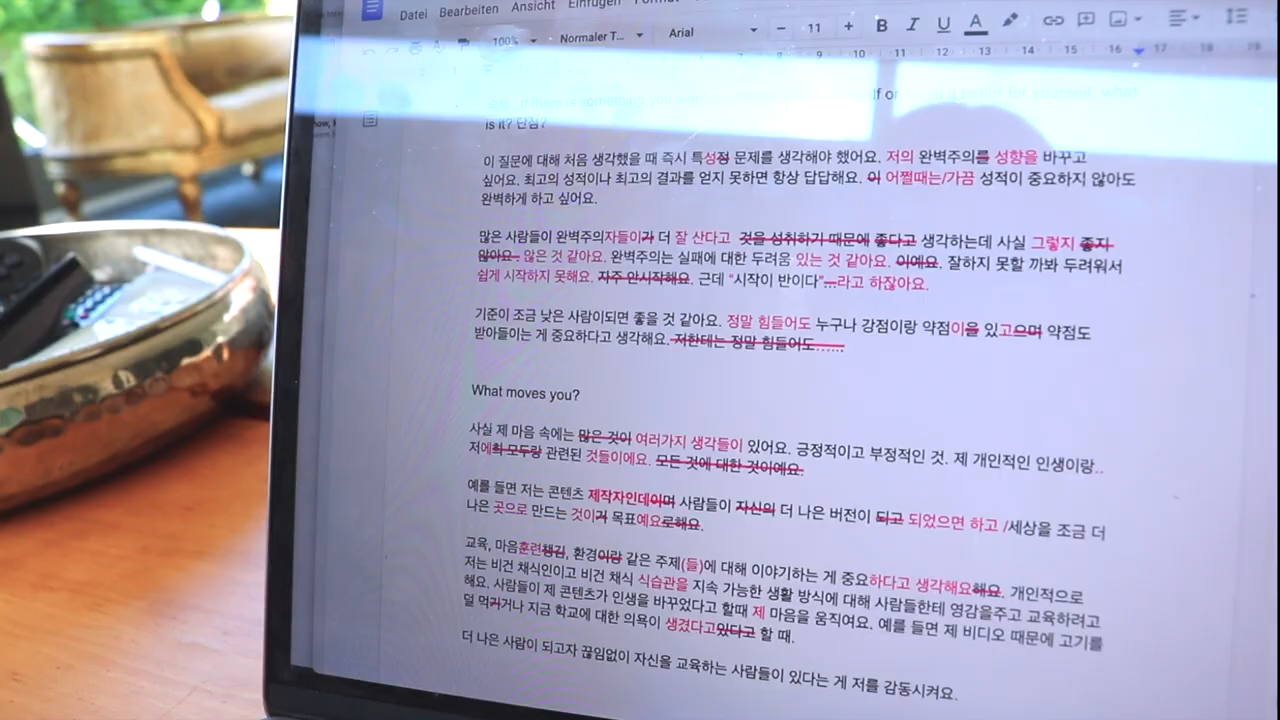 Datei Bearbeiten Ansicht Einfügen Format
100% Normaler T... Arial − 11 + B I U A
9 10 11 12 13 14 15 16 17 18 19
If there is something you
is it? 단점?
이 질문에 대해 처음 생각했을 때 즉시 특성정 문제를 생각해야 했어요. 저의 완벽주의를 성향을 바꾸고
싶어요. 최고의 성적이나 최고의 결과를 얻지 못하면 항상 답답해요. 이 어쩔때는/가끔 성적이 중요하지 않아도
완벽하게 하고 싶어요.
많은 사람들이 완벽주의자들이가 더 잘 산다고 것을 성취하기 때문에 좋다고 생각하는데 사실 그렇지 좋지
않아요.. 않은 것 같아요. 완벽주의는 실패에 대한 두려움 있는 것 같아요. 이예요. 잘하지 못할 까봐 두려워서
쉽게 시작하지 못해요. 자주 안시작해요. 근데 “시작이 반이다”...라고 하잖아요.
기준이 조금 낮은 사람이되면 좋을 것 같아요. 정말 힘들어도 누구나 강점이랑 약점이을 있고으며 약점도
받아들이는 게 중요하다고 생각해요. 저한테는 정말 힘들어도......
What moves you?
사실 제 마음 속에는 많은 것이 여러가지 생각들이 있어요. 긍정적이고 부정적인 것. 제 개인적인 인생이랑..
저에희 모두랑 관련된 것들이에요. 모든 것에 대한 것이예요.
예를 들면 저는 콘텐츠 제작자인데이며 사람들이 자신의 더 나은 버전이 되고 되었으면 하고 /세상을 조금 더
나은 곳으로 만드는 것이가 목표예요로해요.
교육, 마음훈련챙김, 환경이랑 같은 주제(들)에 대해 이야기하는 게 중요하다고 생각해요해요. 개인적으로
저는 비건 채식인이고 비건 채식 식습관을 지속 가능한 생활 방식에 대해 사람들한테 영감을주고 교육하려고
해요. 사람들이 제 콘텐츠가 인생을 바꾸었다고 할때 제 마음을 움직여요. 예를 들면 제 비디오 때문에 고기를
덜 먹거거나 지금 학교에 대한 의욕이 생겼다고있다고 할 때.
더 나은 사람이 되고자 끊임없이 자신을 교육하는 사람들이 있다는 게 저를 감동시켜요.